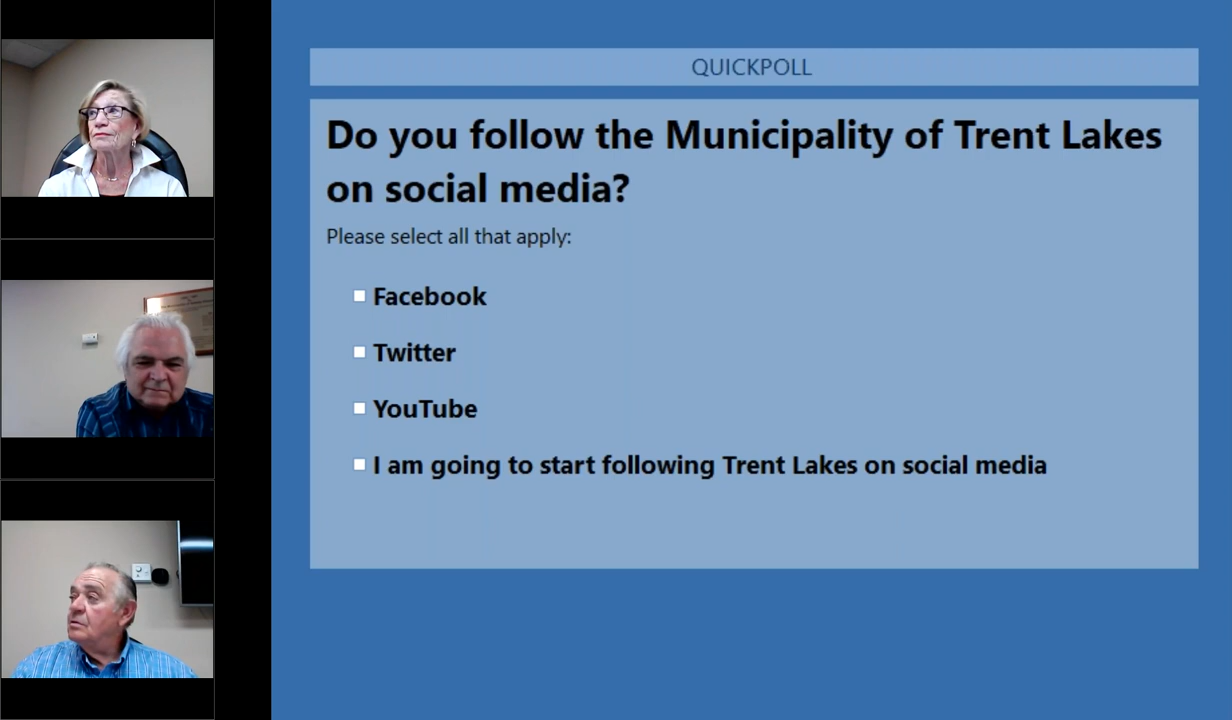 QUICKPOLL
Do you follow the Municipality of Trent Lakes
on social media?
Please select all that apply:
Facebook
Twitter
YouTube
I am going to start following Trent Lakes on social media